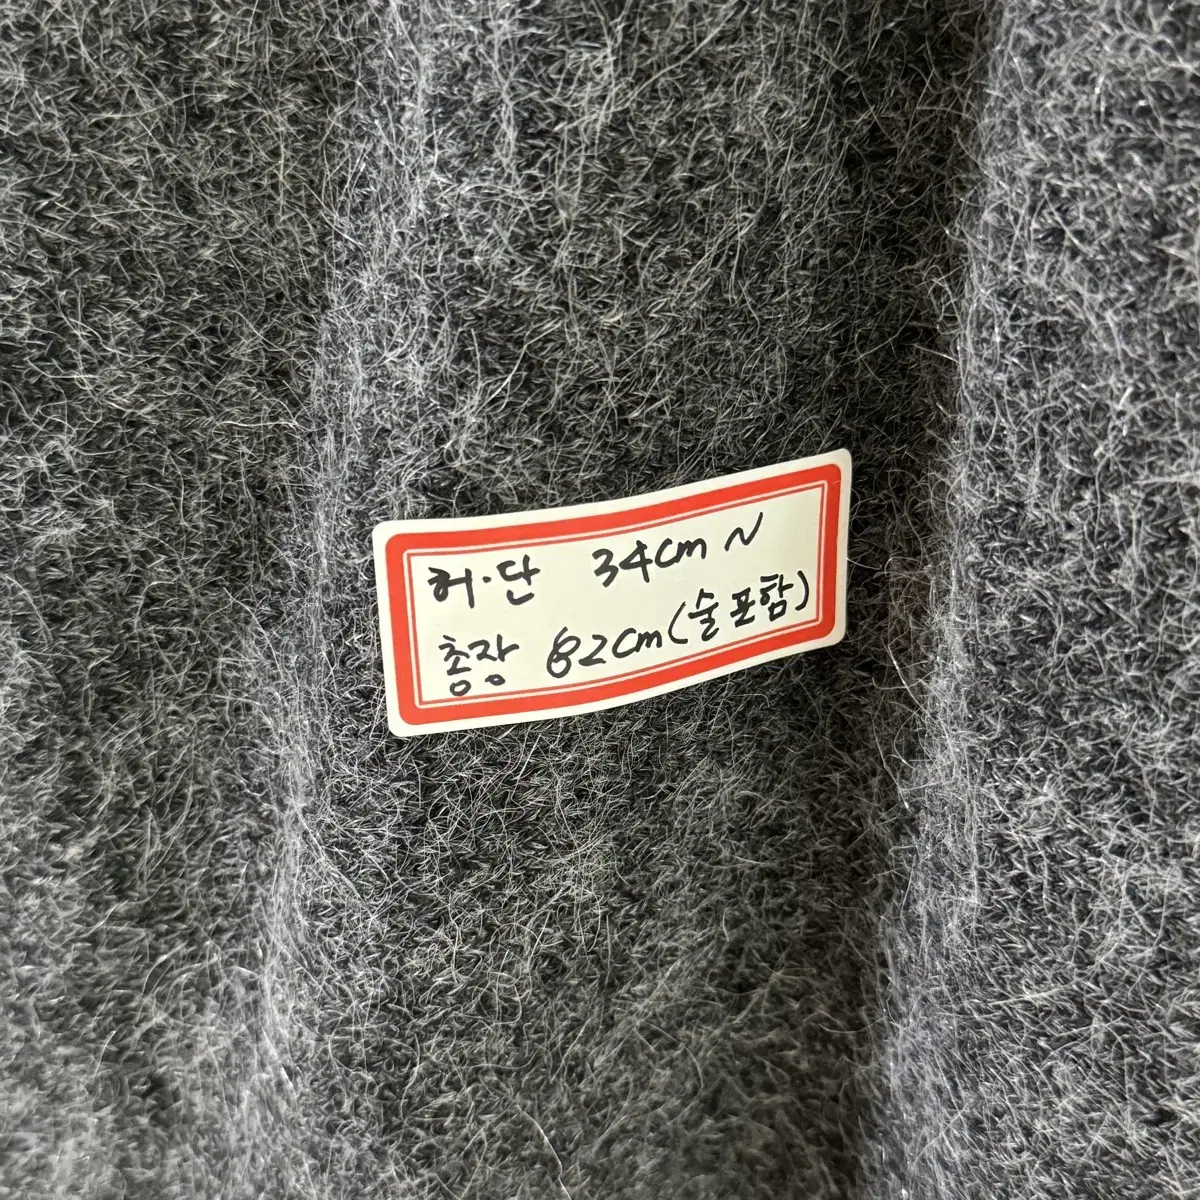 허.단 34cm ~
총장 82cm(술포함)